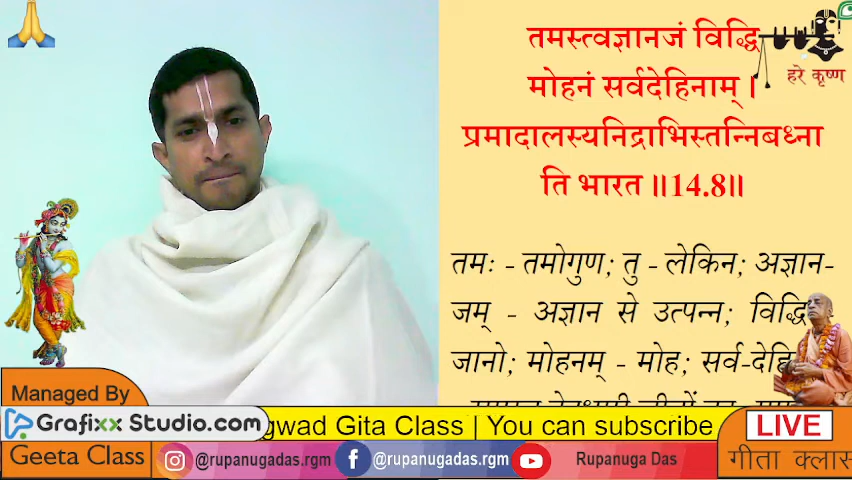 तमस्त्वज्ञानजं विद्धि
मोहनं सर्वदेहिनाम् ।
प्रमादालस्यनिद्राभिस्तन्निबध्ना
ति भारत ॥14.8॥
हरे कृष्ण
तमः - तमोगुण; तु - लेकिन; अज्ञान-
जम् - अज्ञान से उत्पन्न; विद्धि
जानो; मोहनम् - मोह; सर्व-देहि
Managed By
Grafixx Studio.com
gwad Gita Class | You can subscribe
LIVE
Geeta Class
@rupanugadas.rgm
@rupanugadas.rgm
Rupanuga Das
गीता क्लास